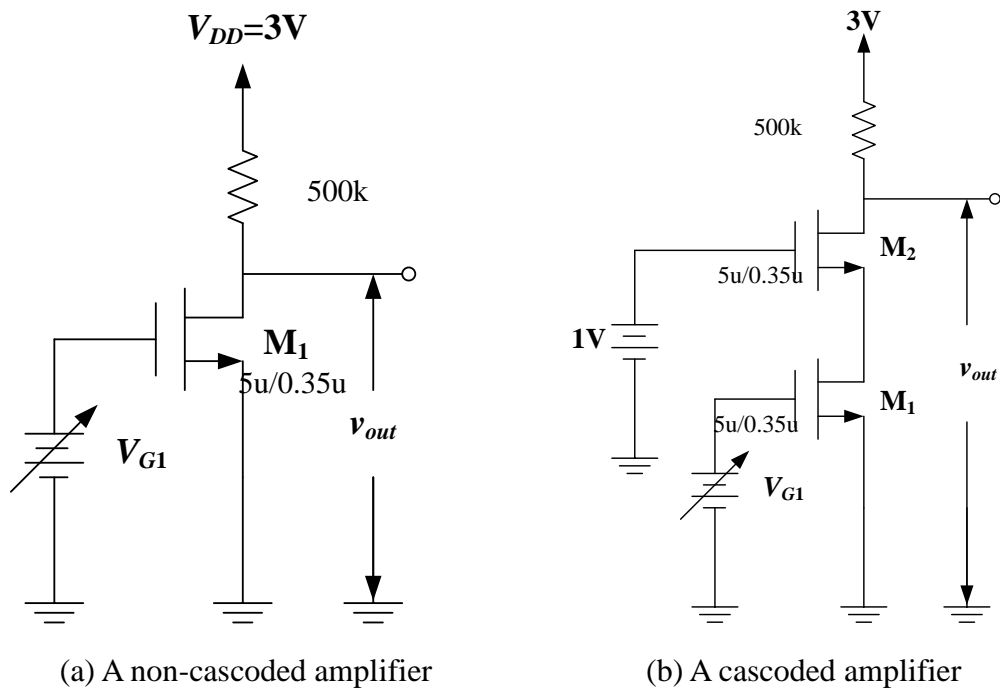 V_DD=3V
500k
M1
5u/0.35u
V_G1
v_out
(a) A non-cascoded amplifier
3V
500k
M2
5u/0.35u
1V
M1
5u/0.35u
V_G1
v_out
(b) A cascoded amplifier